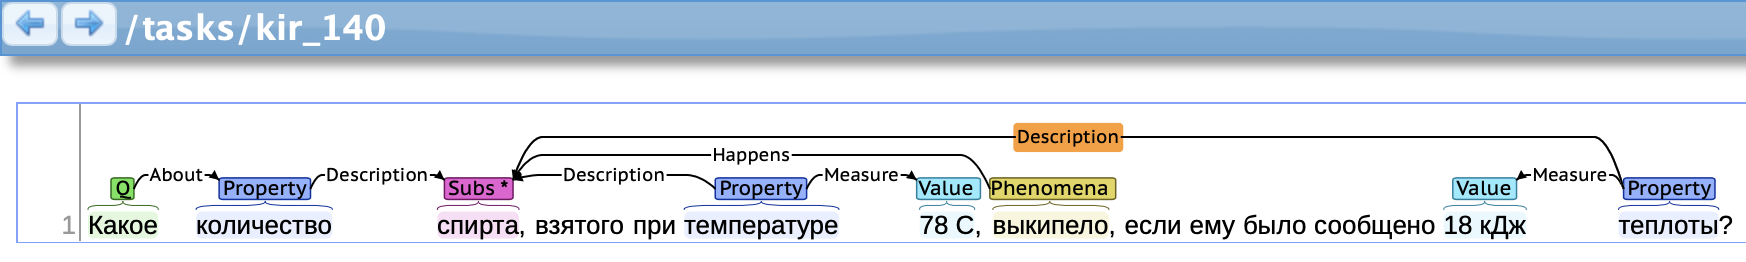 /tasks/kir_140
Description
Happens
Q About Property Description Subs * Description Property Measure Value Phenomena Value Measure Property
1 Какое количество спирта, взятого при температуре 78 С, выкипело, если ему было сообщено 18 кДж теплоты?